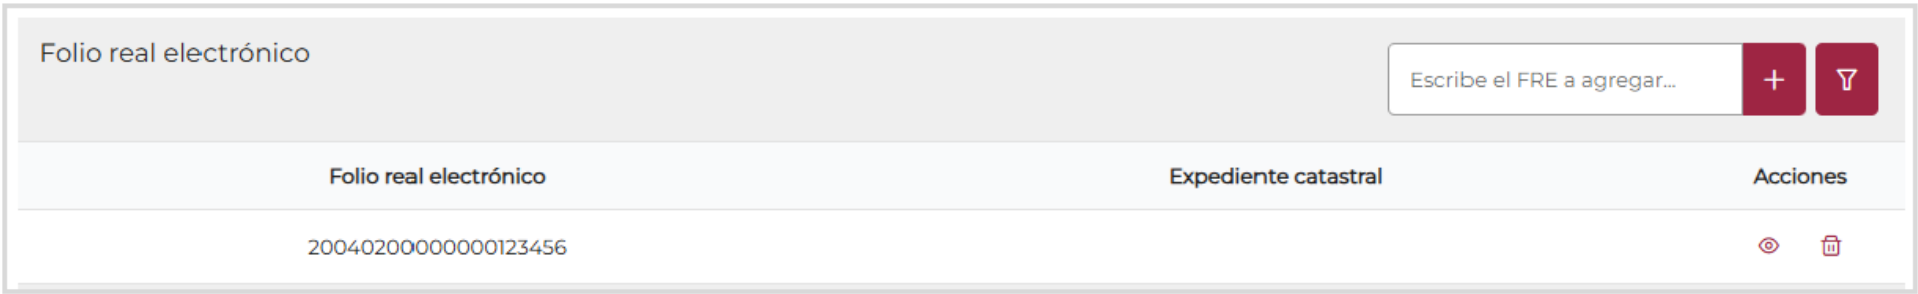 Folio real electrónico
Escribe el FRE a agregar...
Folio real electrónico Expediente catastral Acciones
20040200000000123456